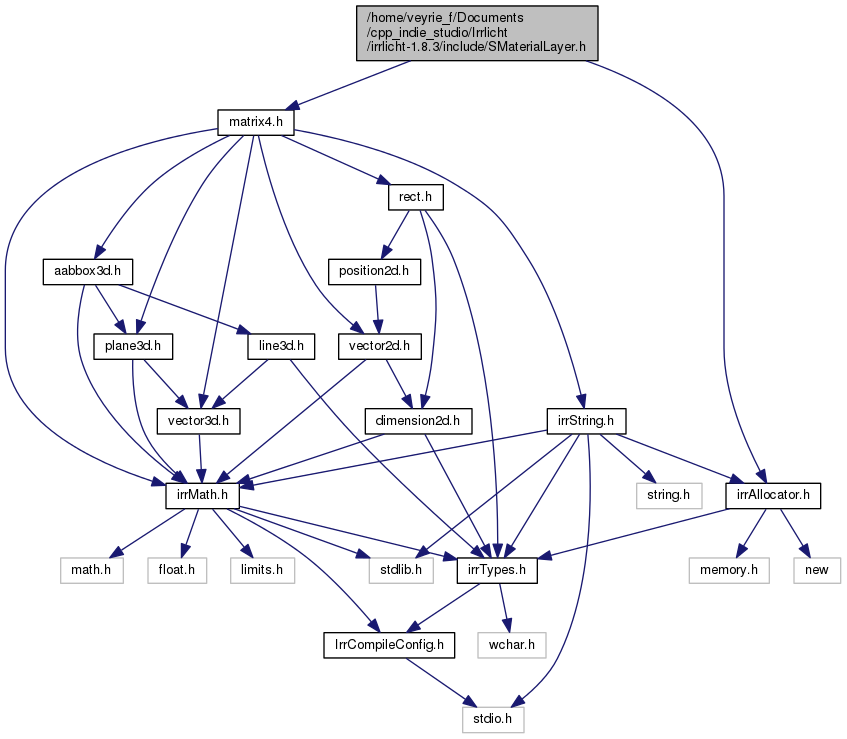 /home/veyrie_f/Documents
/cpp_indie_studio/Irrlicht
/irrlicht-1.8.3/include/SMaterialLayer.h
matrix4.h
rect.h
aabbox3d.h
position2d.h
plane3d.h
line3d.h
vector2d.h
vector3d.h
dimension2d.h
irrString.h
irrMath.h
string.h
irrAllocator.h
math.h
float.h
limits.h
stdlib.h
irrTypes.h
memory.h
new
IrrCompileConfig.h
wchar.h
stdio.h